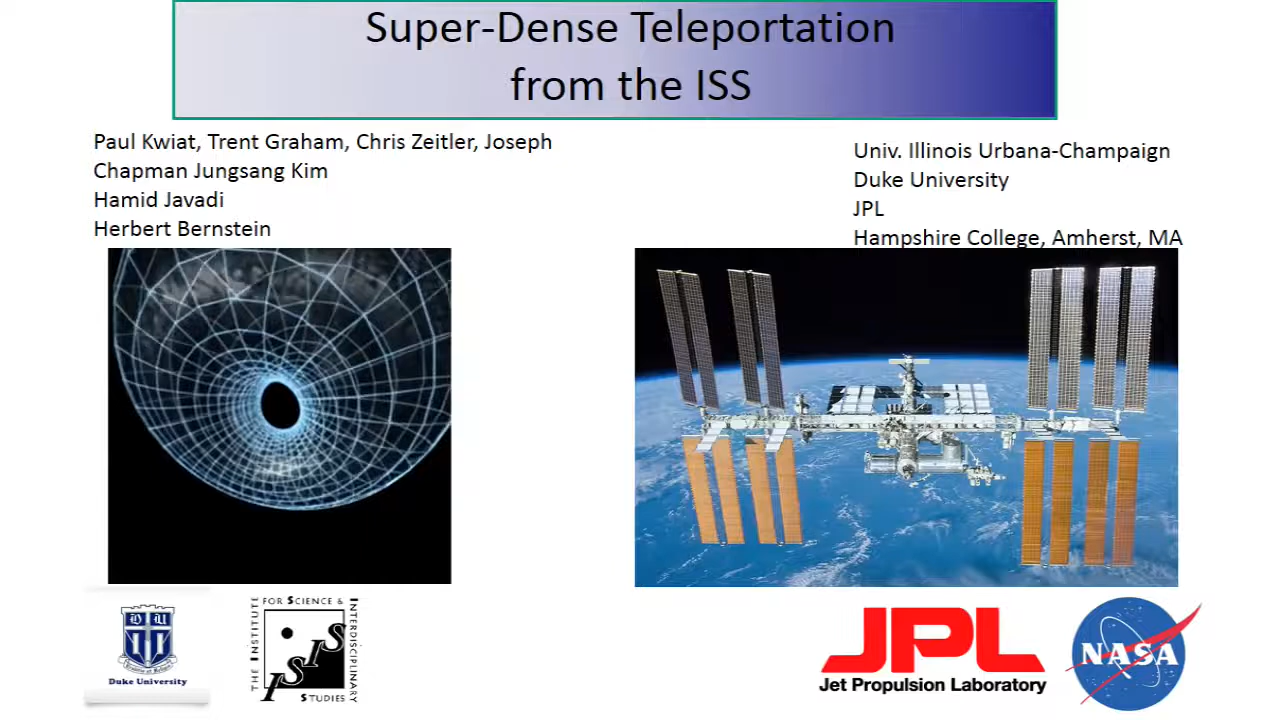 Super-Dense Teleportation
from the ISS
Paul Kwiat, Trent Graham, Chris Zeitler, Joseph
Chapman Jungsang Kim
Hamid Javadi
Herbert Bernstein
Univ. Illinois Urbana-Champaign
Duke University
JPL
Hampshire College, Amherst, MA
D U
Duke University
THE INSTITUTE
FOR SCIENCE &
INTERDISCIPLINARY
STUDIES
ISIS
JPL
Jet Propulsion Laboratory
NASA